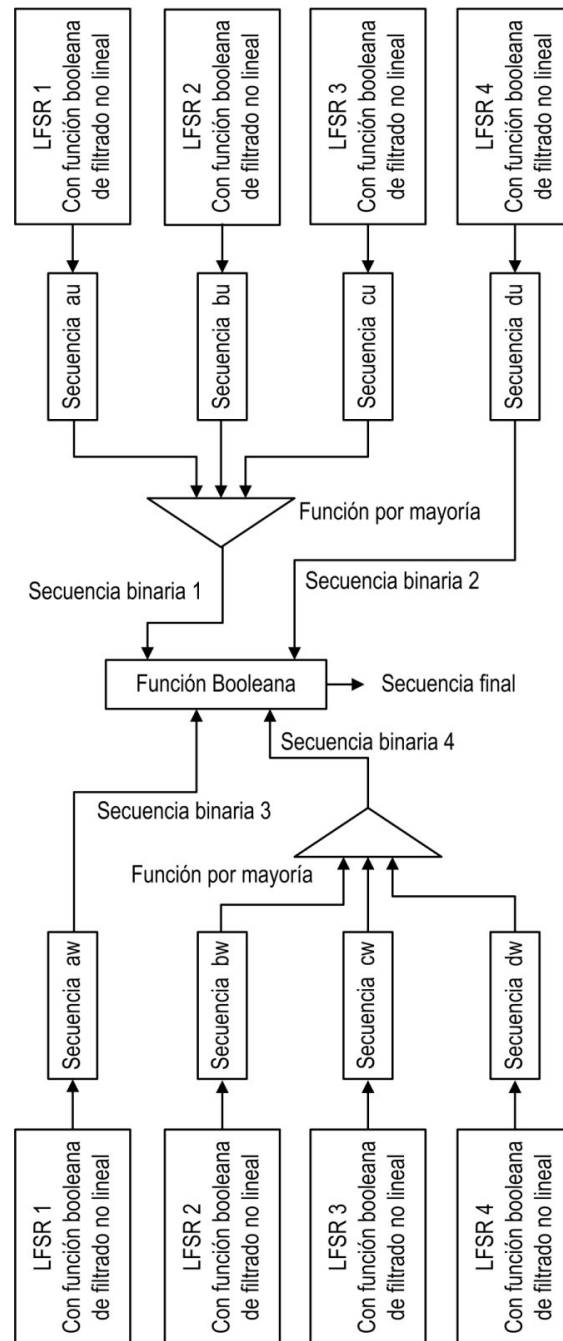 LFSR 1
Con función booleana
de filtrado no lineal
LFSR 2
Con función booleana
de filtrado no lineal
LFSR 3
Con función booleana
de filtrado no lineal
LFSR 4
Con función booleana
de filtrado no lineal
Secuencia au
Secuencia bu
Secuencia cu
Secuencia du
Función por mayoría
Secuencia binaria 1
Secuencia binaria 2
Función Booleana
Secuencia final
Secuencia binaria 4
Secuencia binaria 3
Función por mayoría
Secuencia aw
Secuencia bw
Secuencia cw
Secuencia dw
LFSR 1
Con función booleana
de filtrado no lineal
LFSR 2
Con función booleana
de filtrado no lineal
LFSR 3
Con función booleana
de filtrado no lineal
LFSR 4
Con función booleana
de filtrado no lineal